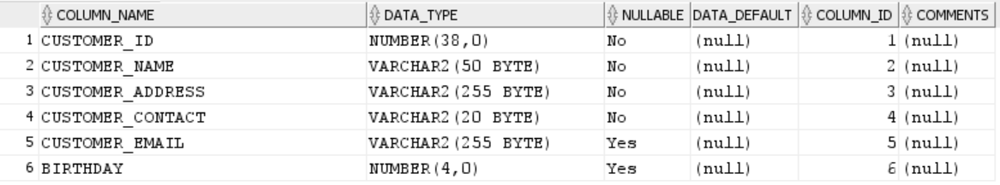 COLUMN_NAME DATA_TYPE NULLABLE DATA_DEFAULT COLUMN_ID COMMENTS
1 CUSTOMER_ID NUMBER(38,0) No (null) 1 (null)
2 CUSTOMER_NAME VARCHAR2(50 BYTE) No (null) 2 (null)
3 CUSTOMER_ADDRESS VARCHAR2(255 BYTE) No (null) 3 (null)
4 CUSTOMER_CONTACT VARCHAR2(20 BYTE) No (null) 4 (null)
5 CUSTOMER_EMAIL VARCHAR2(255 BYTE) Yes (null) 5 (null)
6 BIRTHDAY NUMBER(4,0) Yes (null) 6 (null)